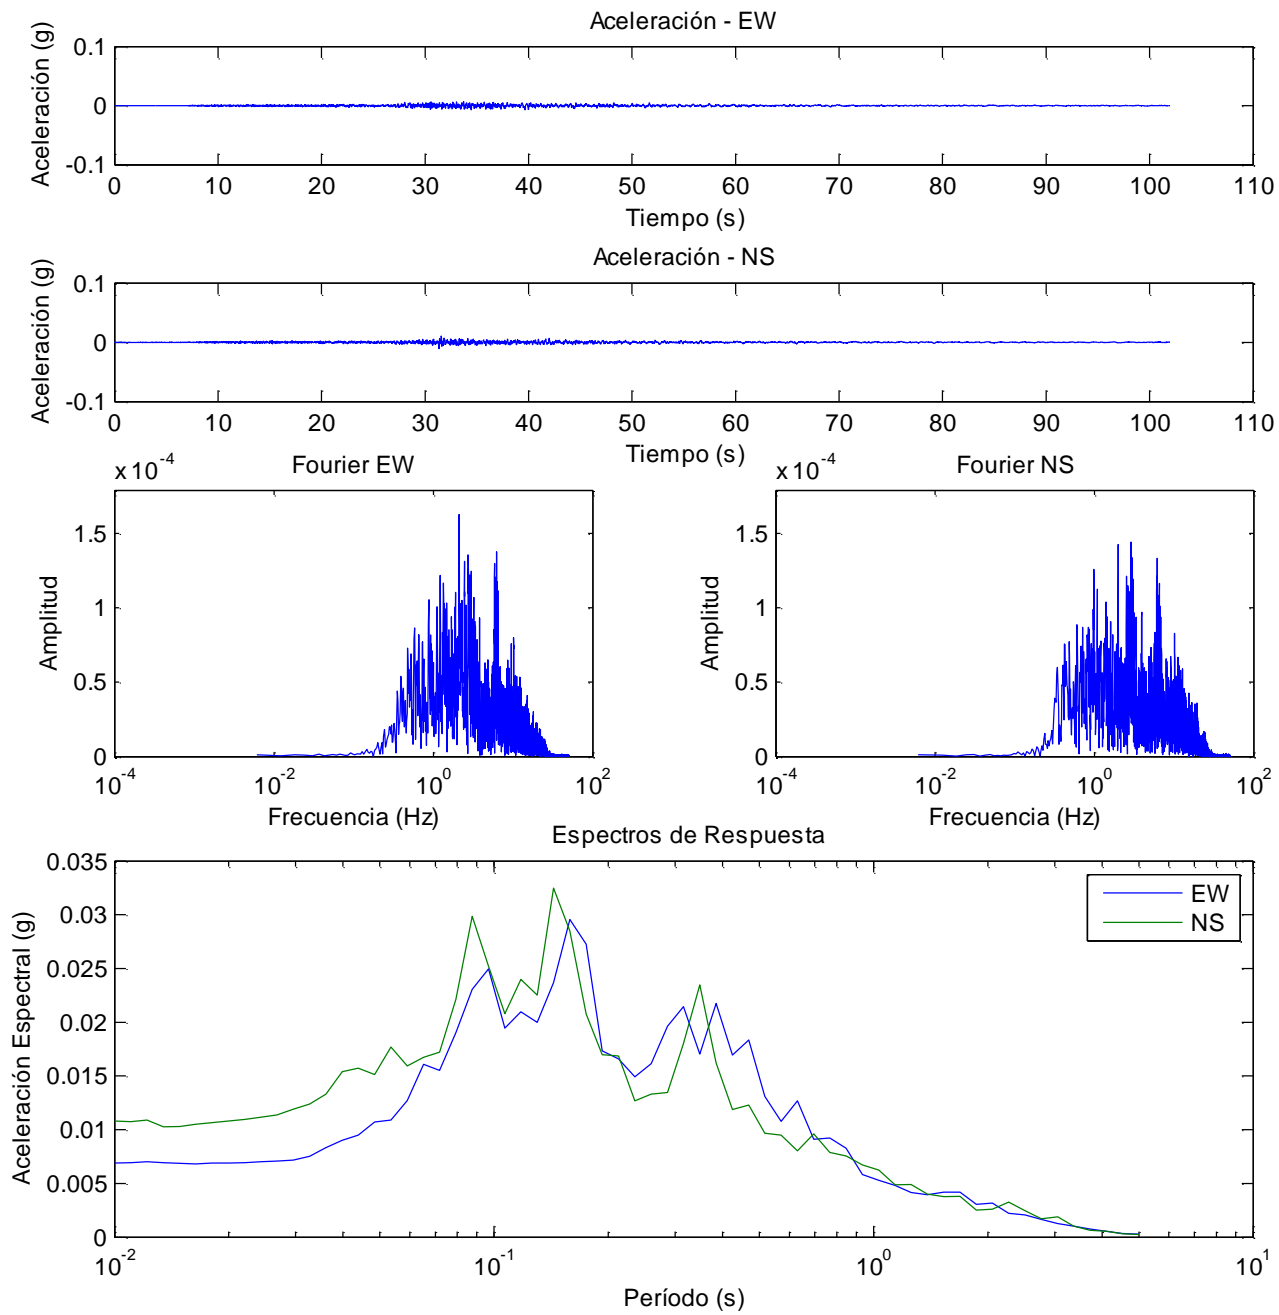 Aceleración - EW
Aceleración (g)
0.1
0
-0.1
0 10 20 30 40 50 60 70 80 90 100 110
Tiempo (s)
Aceleración - NS
Aceleración (g)
0.1
0
-0.1
0 10 20 30 40 50 60 70 80 90 100 110
Tiempo (s)
x 10^-4
Fourier EW
Amplitud
1.5
1
0.5
0
10^-4 10^-2 10^0 10^2
Frecuencia (Hz)
x 10^-4
Fourier NS
Amplitud
1.5
1
0.5
0
10^-4 10^-2 10^0 10^2
Frecuencia (Hz)
Espectros de Respuesta
Aceleración Espectral (g)
0.035
0.03
0.025
0.02
0.015
0.01
0.005
0
10^-2 10^-1 10^0 10^1
Período (s)
EW
NS